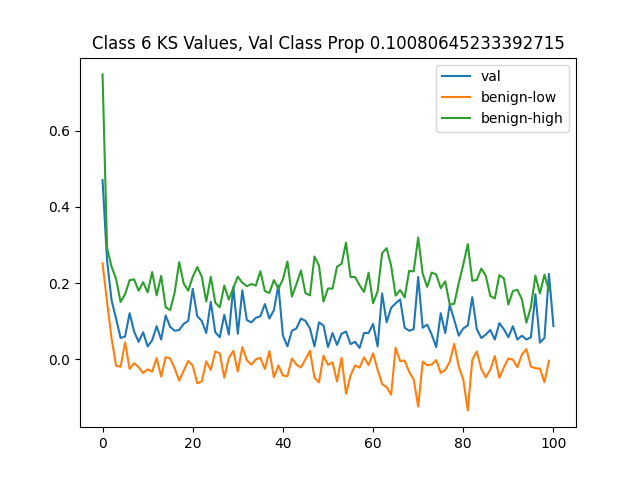 Class 6 KS Values, Val Class Prop 0.10080645233392715
val
benign-low
benign-high
0.6
0.4
0.2
0.0
0 20 40 60 80 100